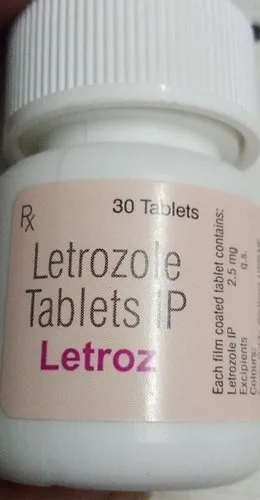 Rx
30 Tablets
Letrozole
Tablets IP
Letroz
Each film coated tablet contains:
Letrozole IP 2.5 mg
Excipients q.s.
Colours: